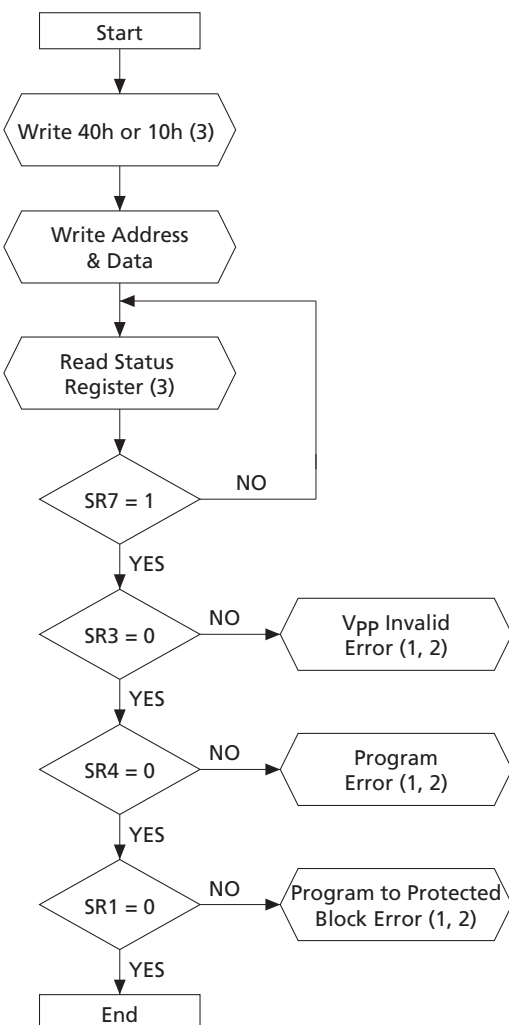 Start
Write 40h or 10h (3)
Write Address
& Data
Read Status
Register (3)
SR7 = 1
NO
YES
SR3 = 0
NO
VPP Invalid
Error (1, 2)
YES
SR4 = 0
NO
Program
Error (1, 2)
YES
SR1 = 0
NO
Program to Protected
Block Error (1, 2)
YES
End